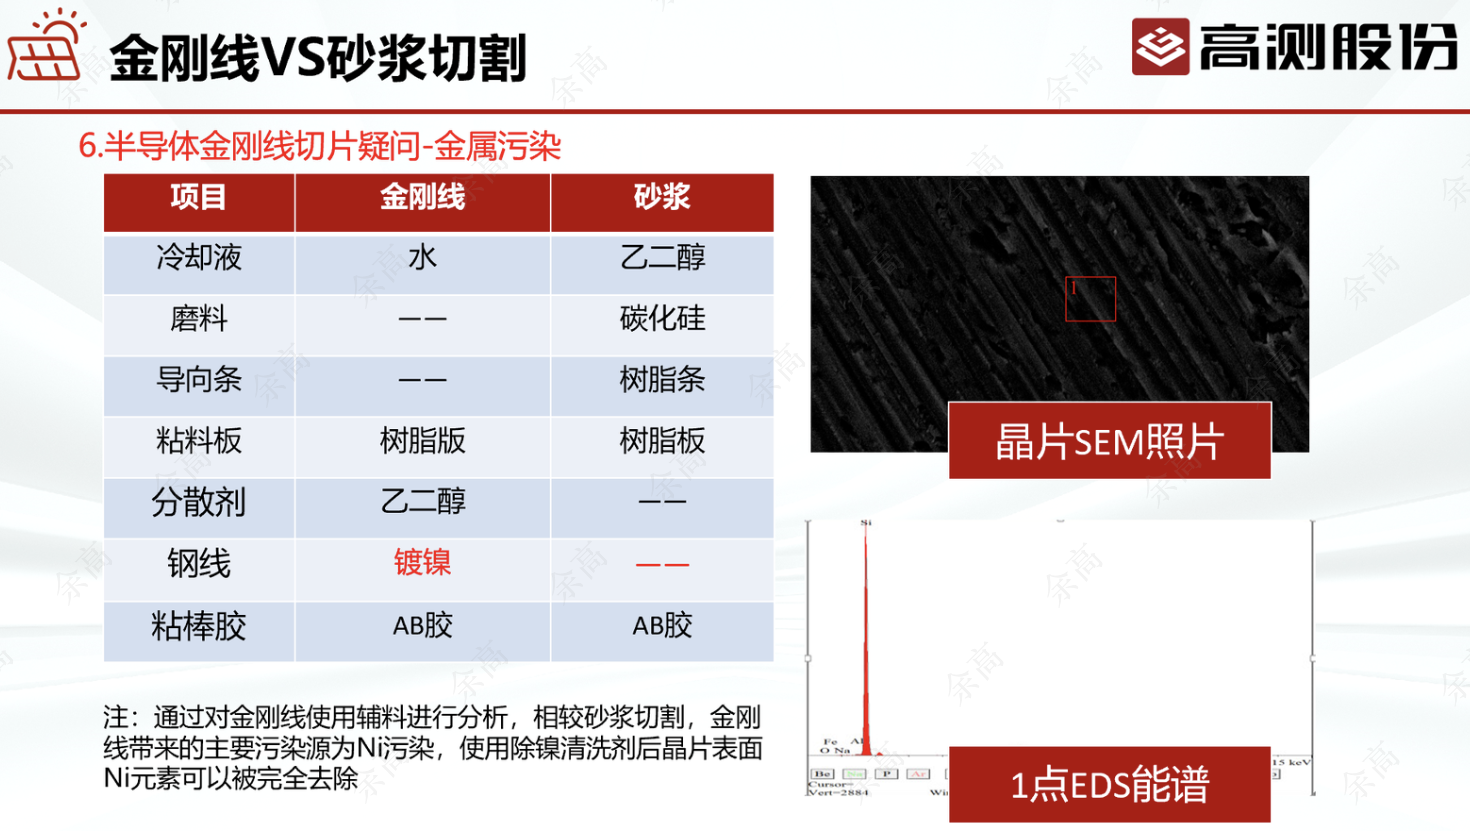 金刚线VS砂浆切割
高测股份
6.半导体金刚线切片疑问-金属污染
项目 金刚线 砂浆
冷却液 水 乙二醇
磨料 —— 碳化硅
导向条 —— 树脂条
粘料板 树脂版 树脂板
分散剂 乙二醇 ——
钢线 镀镍 ——
粘棒胶 AB胶 AB胶
注：通过对金刚线使用辅料进行分析，相较砂浆切割，金刚
线带来的主要污染源为Ni污染，使用除镍清洗剂后晶片表面
Ni元素可以被完全去除
1
晶片SEM照片
Si
Fe Al
O Na
15 keV
Be Na P Ar
Cursor=
Vert=2884 Win
1点EDS能谱
余高